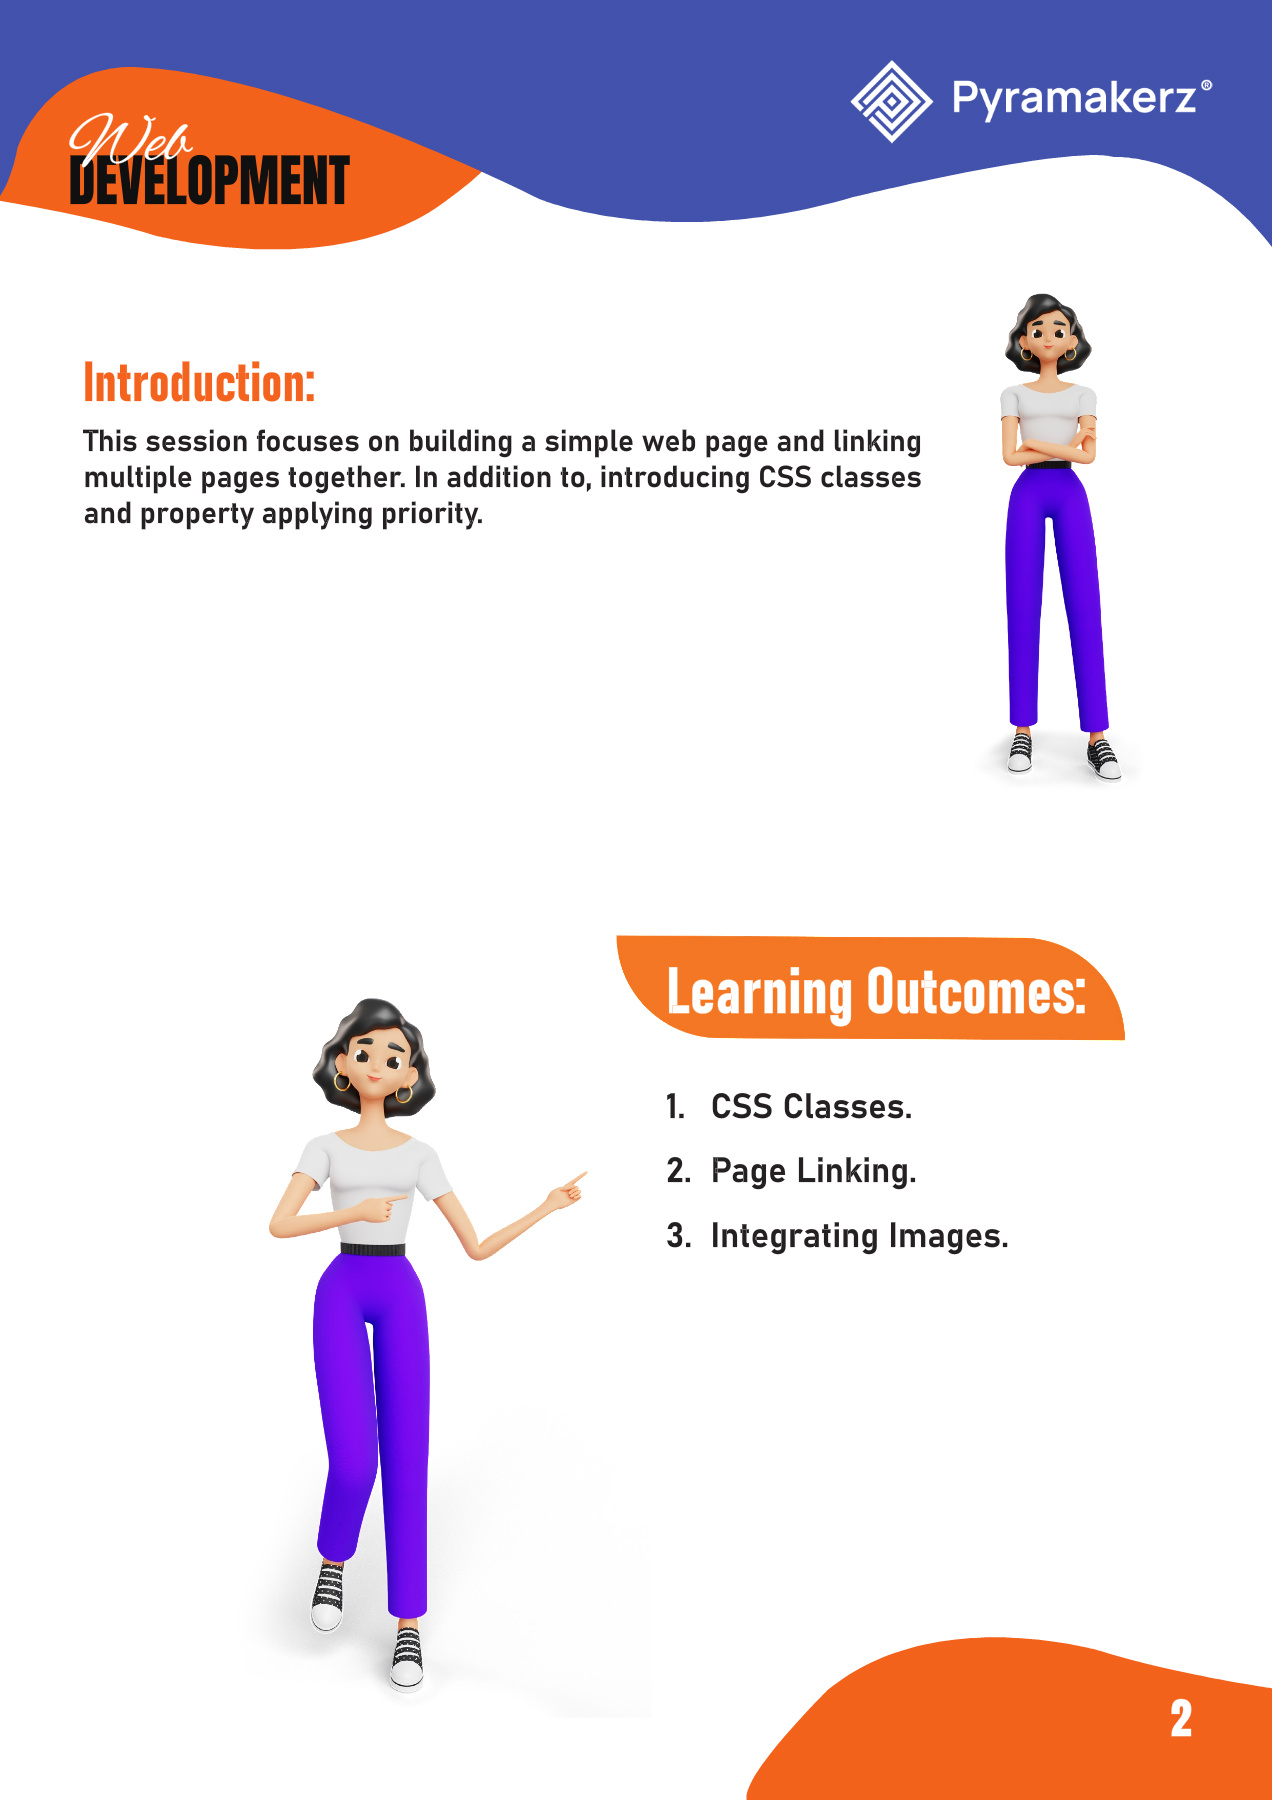 Web
DEVELOPMENT
Pyramakerz®
Introduction:
This session focuses on building a simple web page and linking
multiple pages together. In addition to, introducing CSS classes
and property applying priority.
Learning Outcomes:
1. CSS Classes.
2. Page Linking.
3. Integrating Images.
2